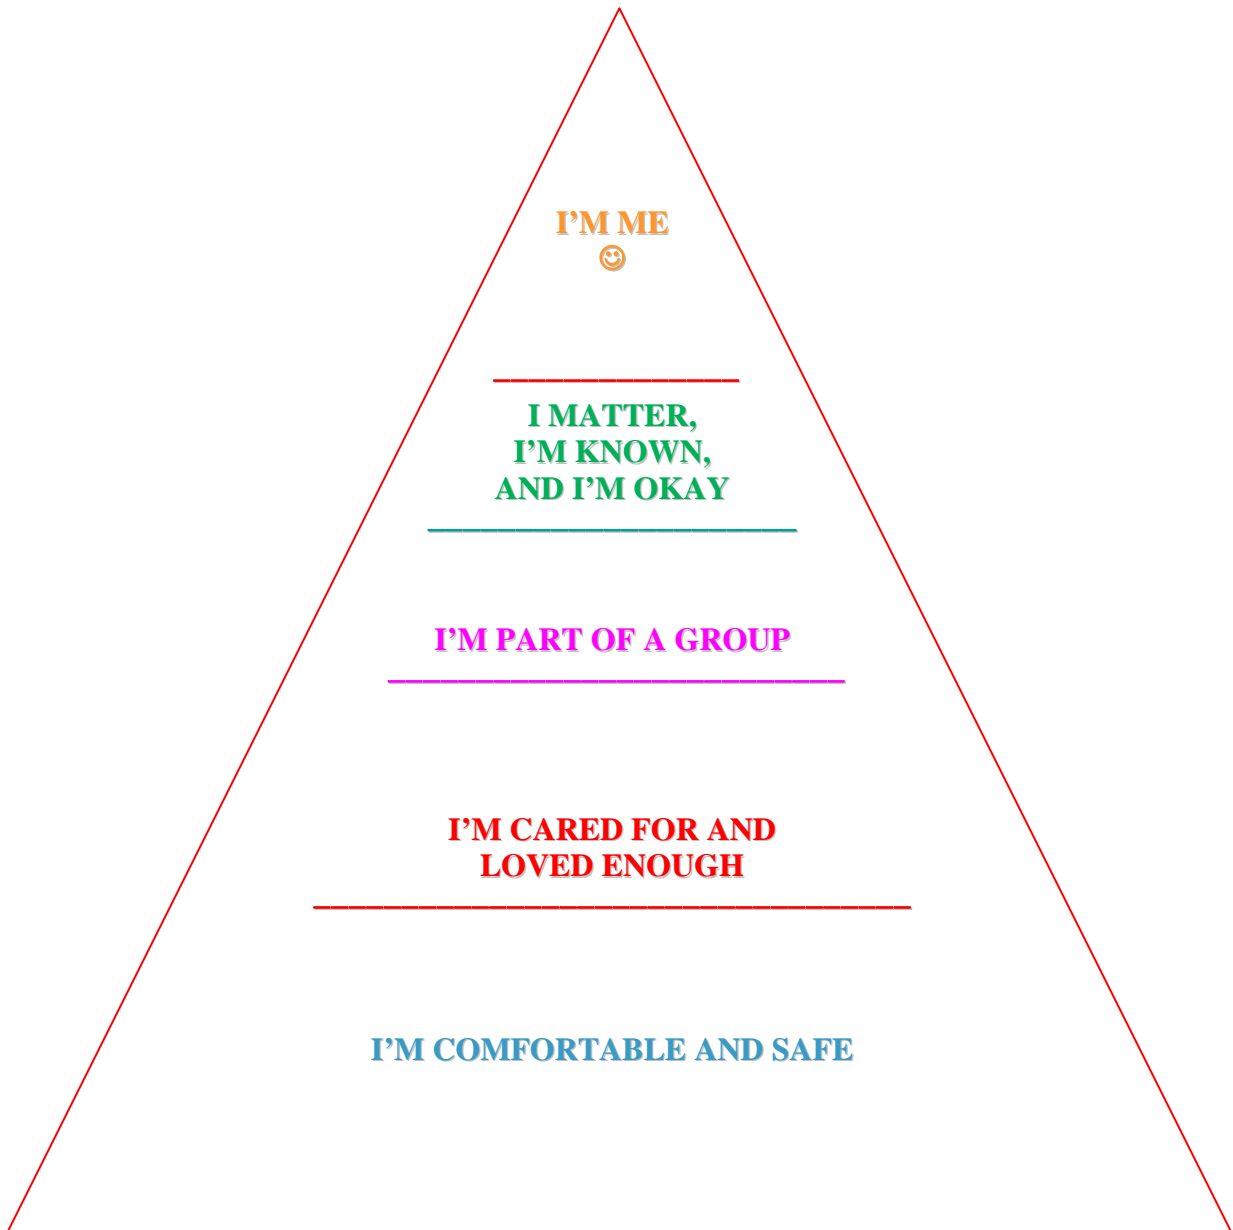 I’M ME
☺
I MATTER,
I’M KNOWN,
AND I’M OKAY
I’M PART OF A GROUP
I’M CARED FOR AND
LOVED ENOUGH
I’M COMFORTABLE AND SAFE